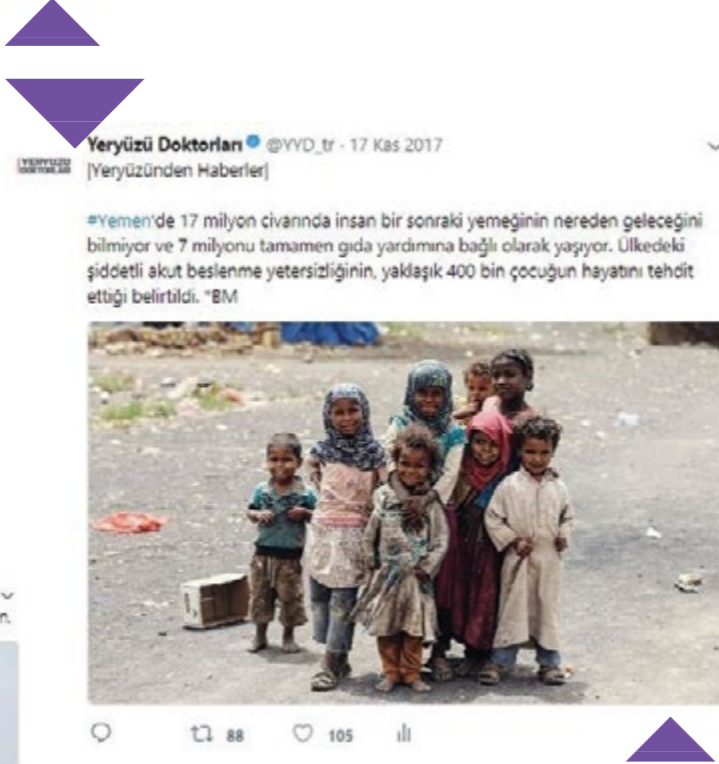 Yeryüzü Doktorları @YYD_tr · 17 Kas 2017
YERYÜZÜ
DOKTORLARI
|Yeryüzünden Haberler|
#Yemen'de 17 milyon civarında insan bir sonraki yemeğinin nereden geleceğini
bilmiyor ve 7 milyonu tamamen gıda yardımına bağlı olarak yaşıyor. Ülkedeki
şiddetli akut beslenme yetersizliğinin, yaklaşık 400 bin çocuğun hayatını tehdit
ettiği belirtildi. "BM
88
105